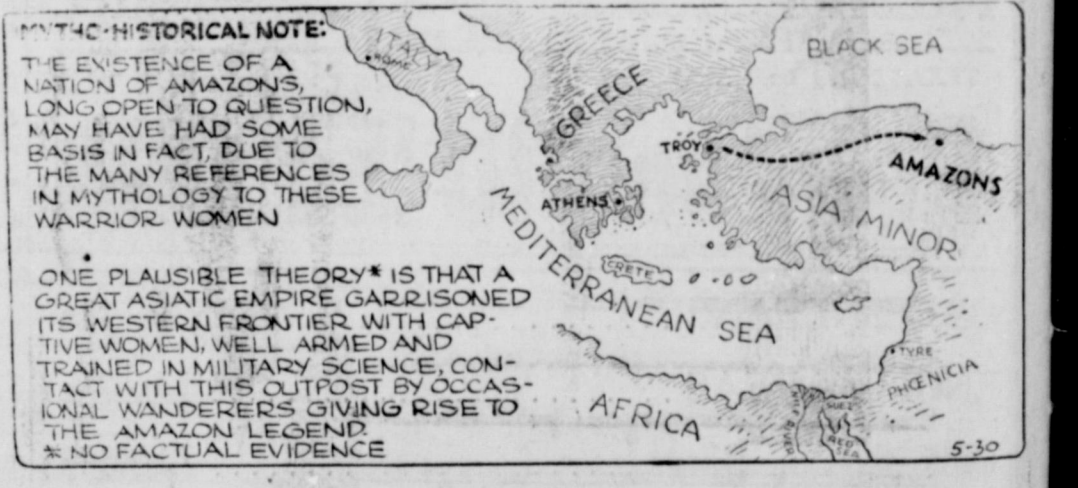 MYTHO-HISTORICAL NOTE:
THE EXISTENCE OF A
NATION OF AMAZONS,
LONG OPEN TO QUESTION,
MAY HAVE HAD SOME
BASIS IN FACT, DUE TO
THE MANY REFERENCES
IN MYTHOLOGY TO THESE
WARRIOR WOMEN
ONE PLAUSIBLE THEORY* IS THAT A
GREAT ASIATIC EMPIRE GARRISONED
ITS WESTERN FRONTIER WITH CAP-
TIVE WOMEN, WELL ARMED AND
TRAINED IN MILITARY SCIENCE, CON-
TACT WITH THIS OUTPOST BY OCCAS-
IONAL WANDERERS GIVING RISE TO
THE AMAZON LEGEND.
* NO FACTUAL EVIDENCE
ITALY
ROME
GREECE
BLACK SEA
TROY
AMAZONS
ATHENS
ASIA MINOR
CRETE
MEDITERRANEAN SEA
TYRE
PHOENICIA
AFRICA
NILE RIVER
SUEZ
RED SEA
5-30